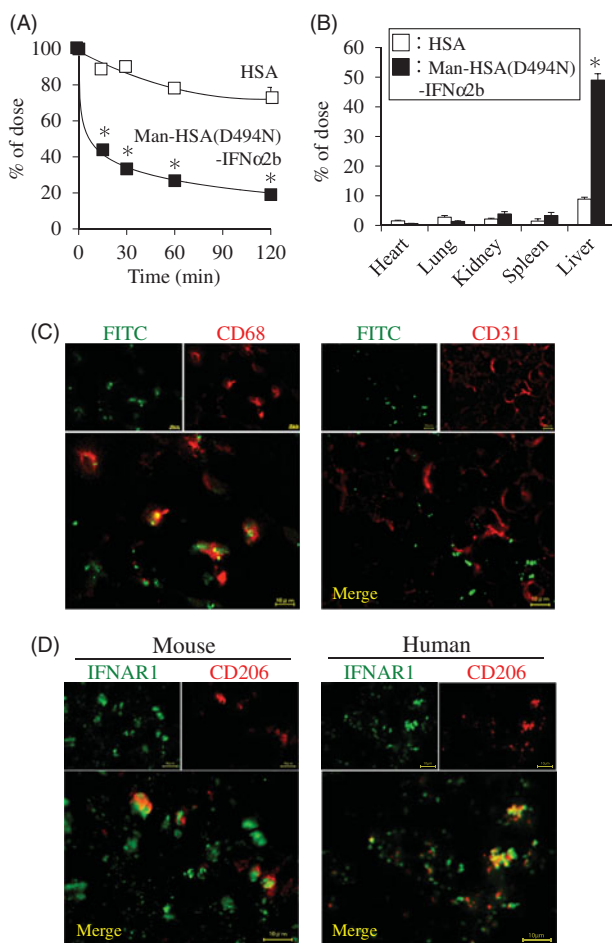 (A)
100
80
60
40
20
0
% of dose
HSA
Man-HSA(D494N)
-IFNα2b
*
*
*
*
0
30
60
90
120
Time (min)
(B)
□ : HSA
■ : Man-HSA(D494N)
-IFNα2b
60
50
40
30
20
10
0
% of dose
*
Heart
Lung
Kidney
Spleen
Liver
(C)
FITC
CD68
FITC
CD31
Merge
(D)
Mouse
Human
IFNAR1
CD206
IFNAR1
CD206
Merge
Merge
10μm